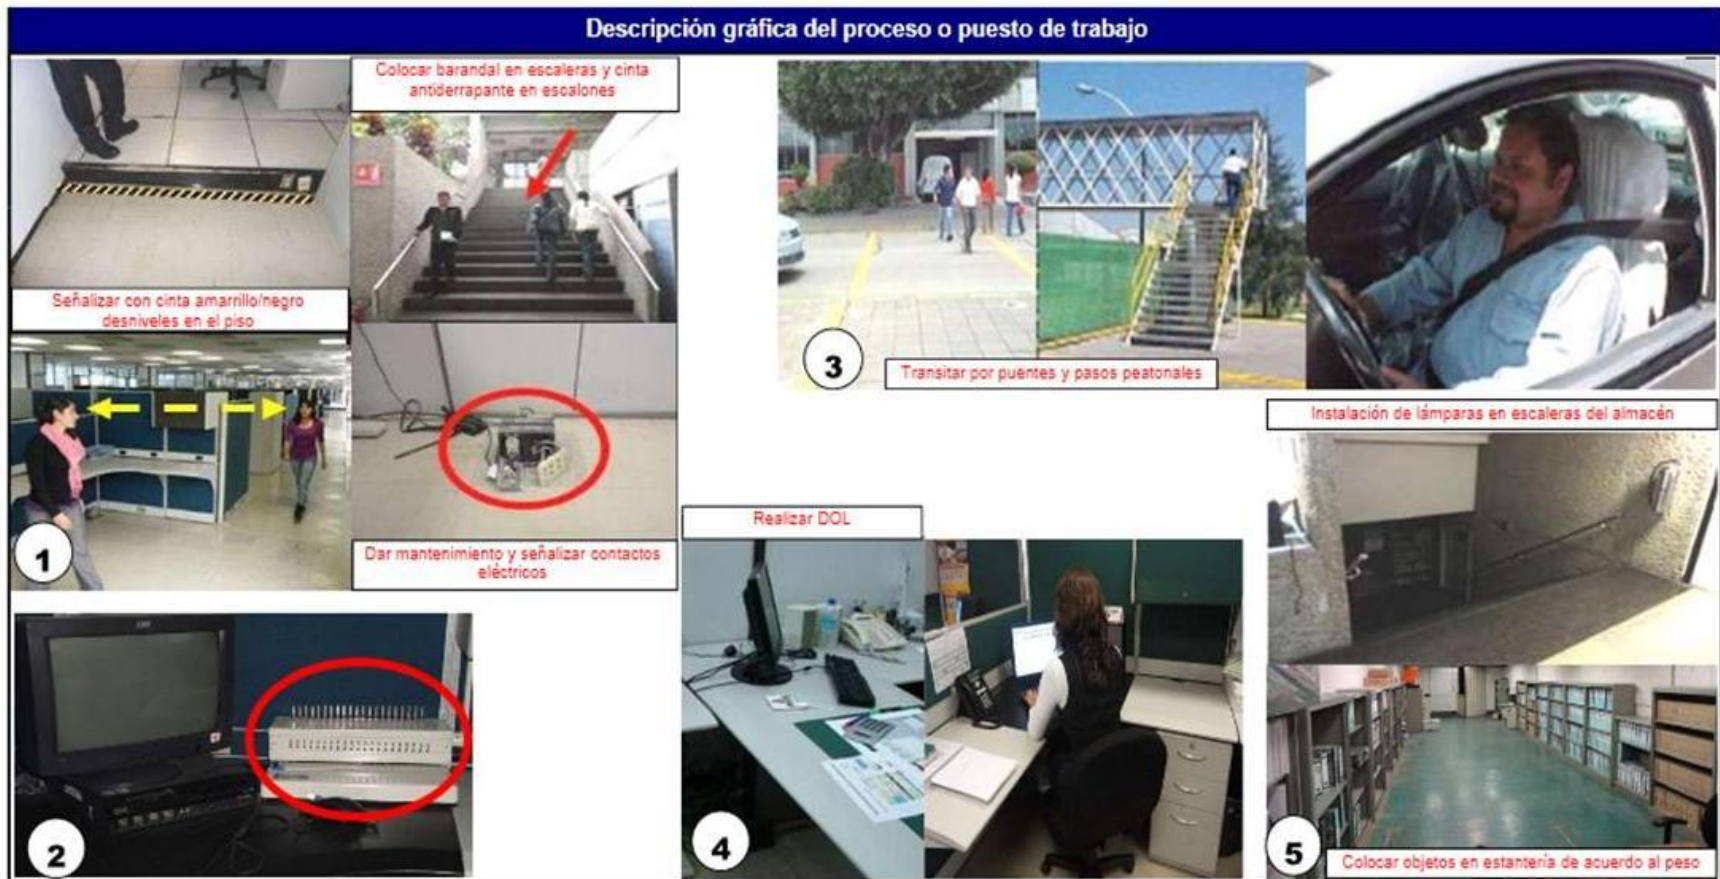 Descripción gráfica del proceso o puesto de trabajo
Colocar barandal en escaleras y cinta
antiderrapante en escalones
Señalizar con cinta amarrillo/negro
desniveles en el piso
1
Dar mantenimiento y señalizar contactos
eléctricos
2
3
Transitar por puentes y pasos peatonales
Realizar DOL
4
Instalación de lámparas en escaleras del almacén
5
Colocar objetos en estantería de acuerdo al peso